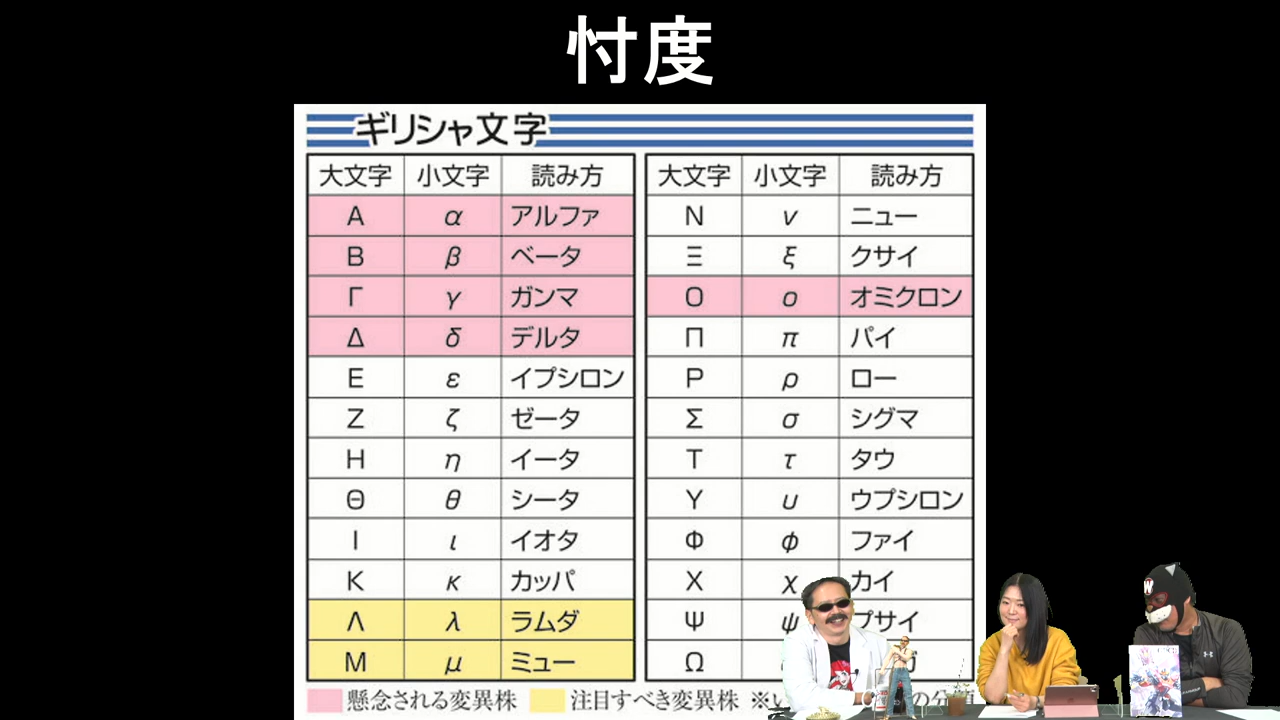 忖度
ギリシャ文字
大文字 小文字 読み方
Α α アルファ
Β β ベータ
Γ γ ガンマ
Δ δ デルタ
Ε ε イプシロン
Ζ ζ ゼータ
Η η イータ
Θ θ シータ
Ι ι イオタ
Κ κ カッパ
Λ λ ラムダ
Μ μ ミュー
大文字 小文字 読み方
Ν ν ニュー
Ξ ξ クサイ
Ο ο オミクロン
Π π パイ
Ρ ρ ロー
Σ σ シグマ
Τ τ タウ
Υ υ ウプシロン
Φ φ ファイ
Χ χ カイ
Ψ ψ プサイ
Ω
懸念される変異株 注目すべき変異株 ※い の分類